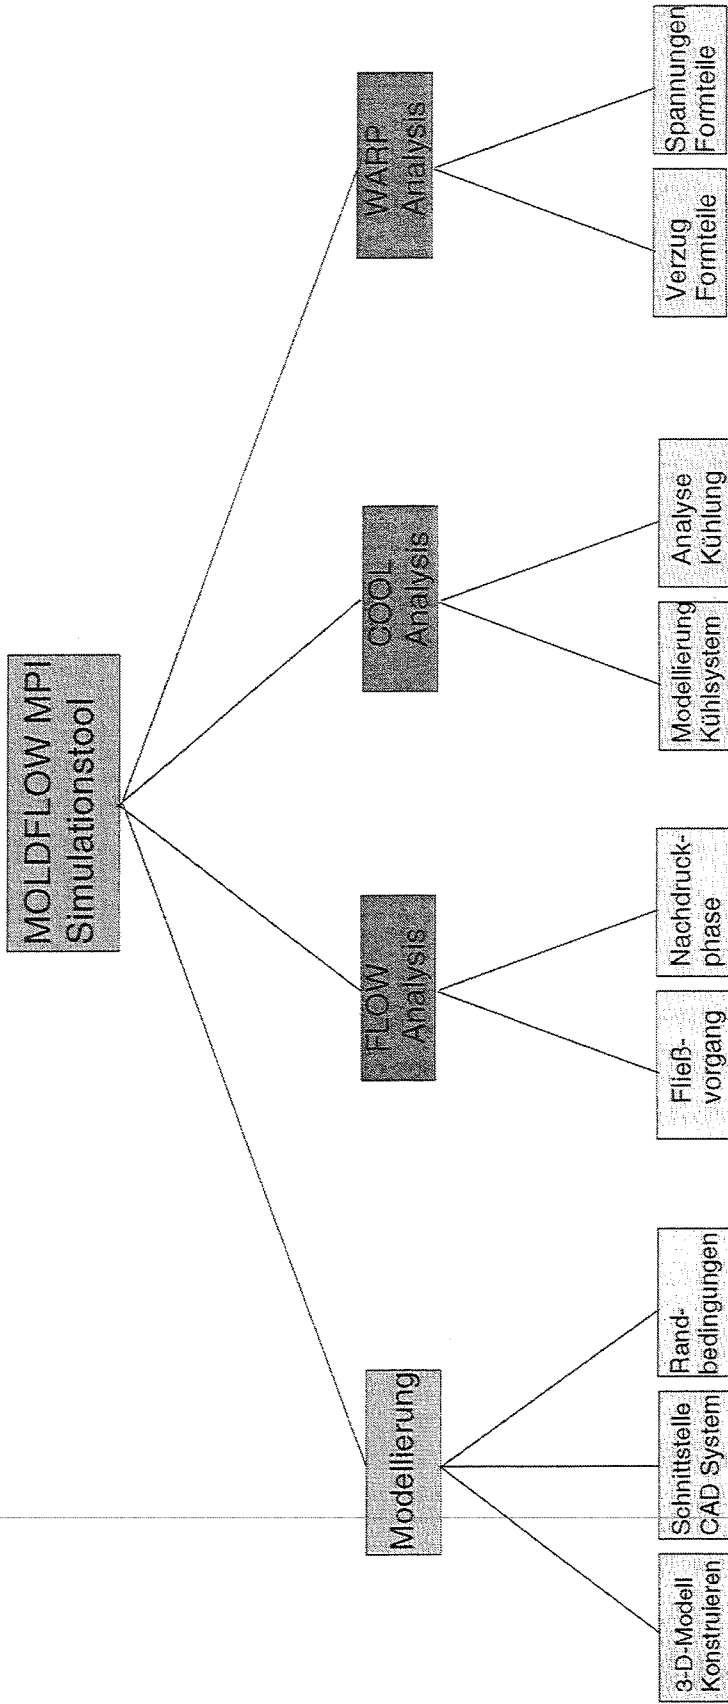 MOLDFLOW MPI
Simulationstool
Modellierung
FLOW
Analysis
COOL
Analysis
WARP
Analysis
3-D-Modell
Konstruieren
Schnittstelle
CAD System
Rand-
bedingungen
Fließ-
vorgang
Nachdruck-
phase
Modellierung
Kühlsystem
Analyse
Kühlung
Verzug
Formteile
Spannungen
Formteile